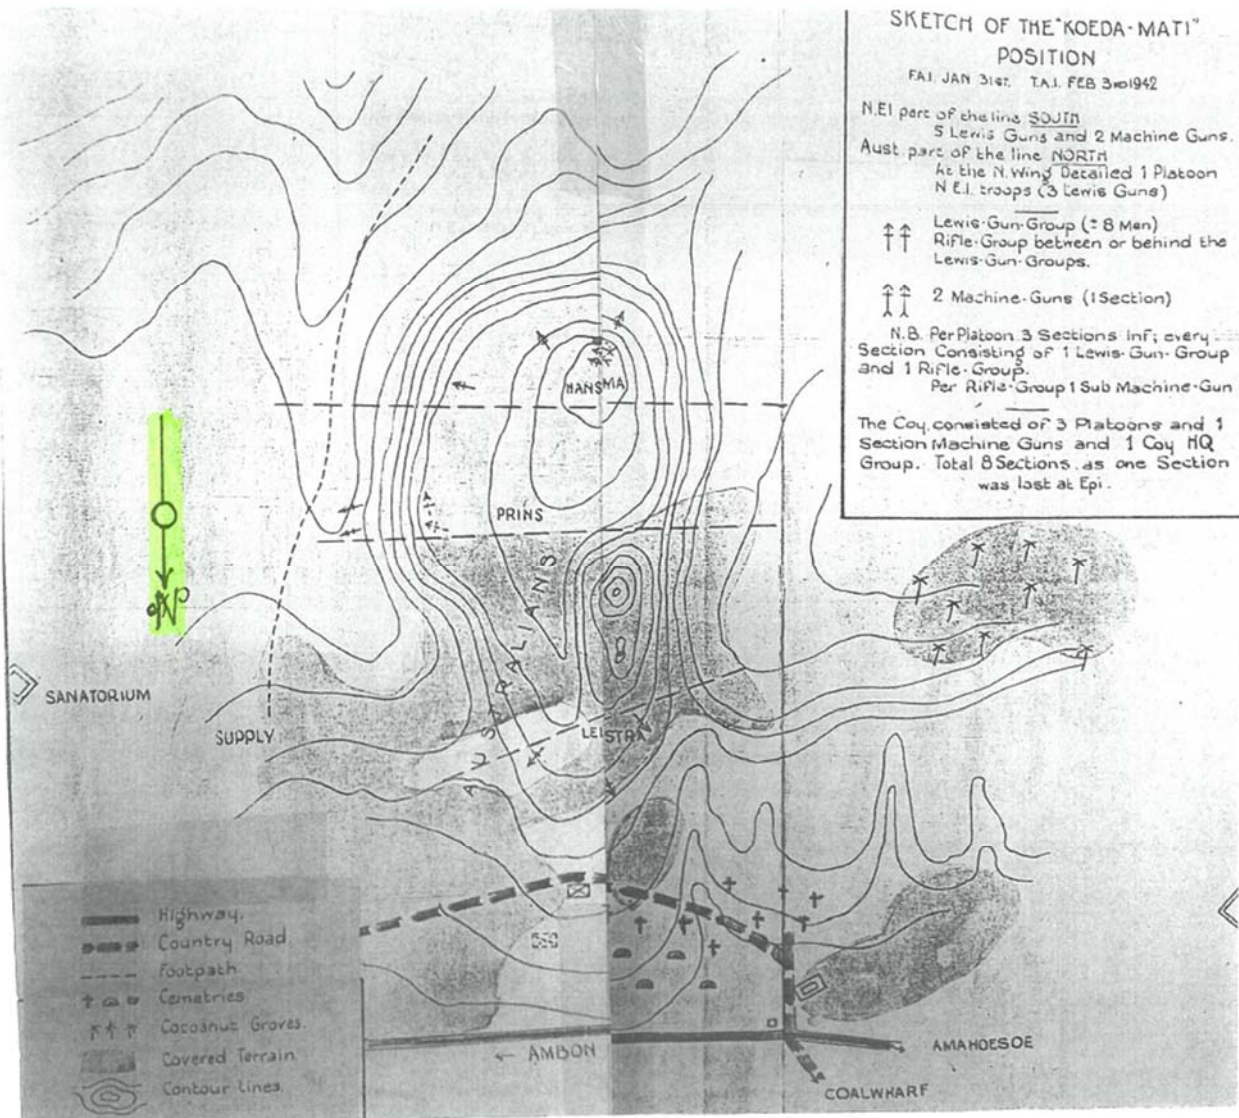 SKETCH OF THE "KOEDA-MATI"
POSITION
F.A.I. JAN 31st. T.A.I. FEB 3RD 1942
N.E.I part of the line SOUTH
5 Lewis Guns and 2 Machine Guns.
Aust. part of the line NORTH
At the N. Wing Detailed 1 Platoon
N.E.I. troops (3 Lewis Guns)
Lewis-Gun-Group (± 8 Men)
Rifle-Group between or behind the
Lewis-Gun-Groups.
2 Machine-Guns (1 Section)
N.B. Per Platoon 3 Sections Inf; every
Section Consisting of 1 Lewis-Gun-Group
and 1 Rifle-Group.
Per Rifle-Group 1 Sub Machine-Gun
The Coy. consisted of 3 Platoons and 1
Section Machine Guns and 1 Coy HQ
Group. Total 8 Sections. as one Section
was lost at Epi.
HANSMA
PRINS
AUSTRALIANS
N
SANATORIUM
SUPPLY
LEISTRA
Highway.
Country Road
Footpath
Cemetries
Cocoanut Groves.
Covered Terrain
Contour lines.
← AMBON
AMAHOESOE
COALWHARF